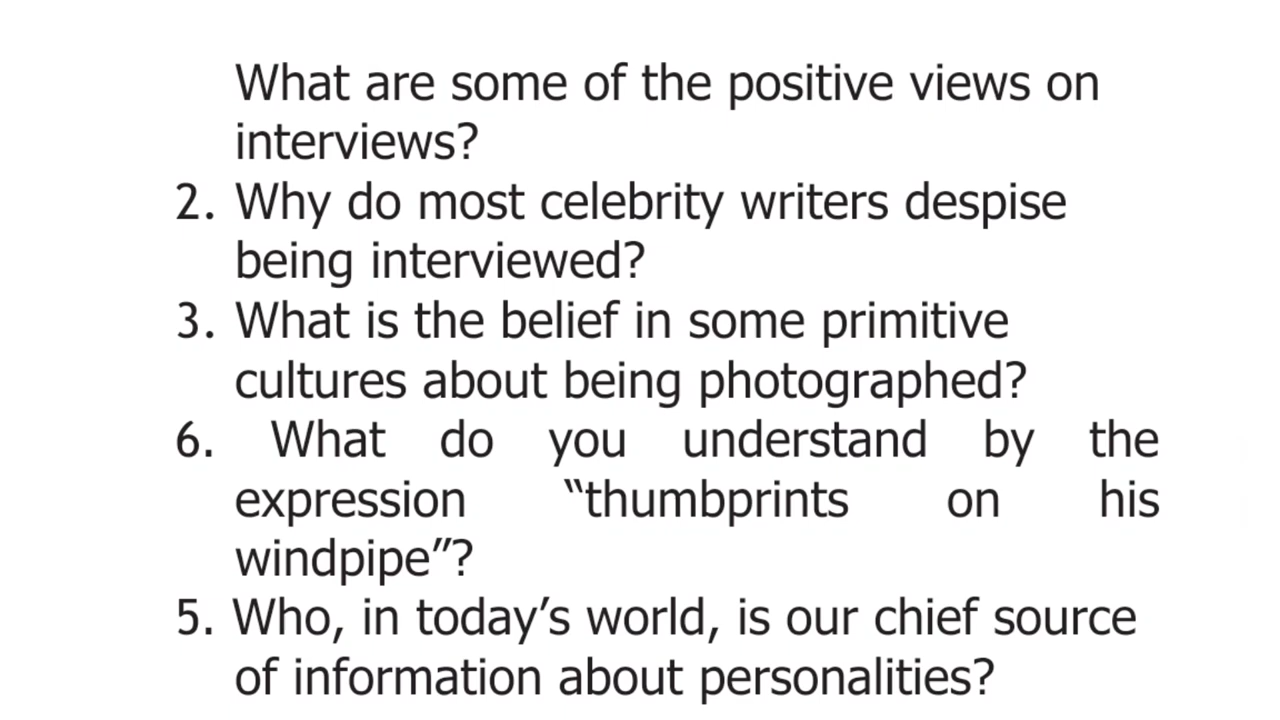 What are some of the positive views on
interviews?
2. Why do most celebrity writers despise
being interviewed?
3. What is the belief in some primitive
cultures about being photographed?
6. What do you understand by the
expression “thumbprints on his
windpipe”?
5. Who, in today’s world, is our chief source
of information about personalities?